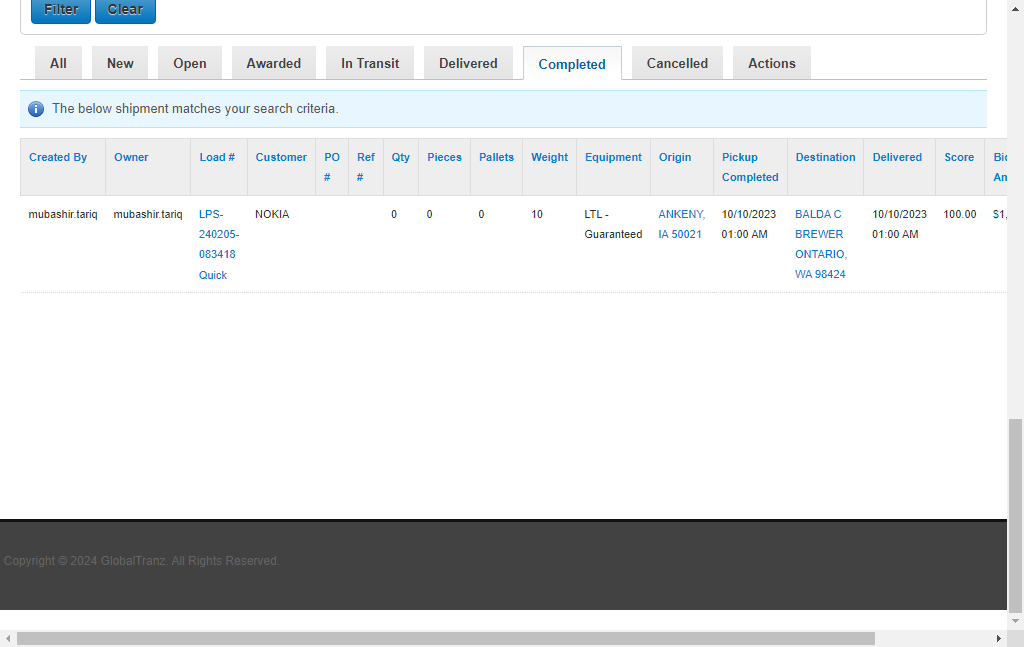 Filter Clear
All New Open Awarded In Transit Delivered Completed Cancelled Actions
The below shipment matches your search criteria.
Created By Owner Load # Customer PO # Ref # Qty Pieces Pallets Weight Equipment Origin Pickup Completed Destination Delivered Score
mubashir.tariq mubashir.tariq LPS-240205-083418 Quick NOKIA 0 0 0 10 LTL - Guaranteed ANKENY, IA 50021 10/10/2023 01:00 AM BALDA C BREWER ONTARIO, WA 98424 10/10/2023 01:00 AM 100.00 $1,
Copyright © 2024 GlobalTranz. All Rights Reserved.